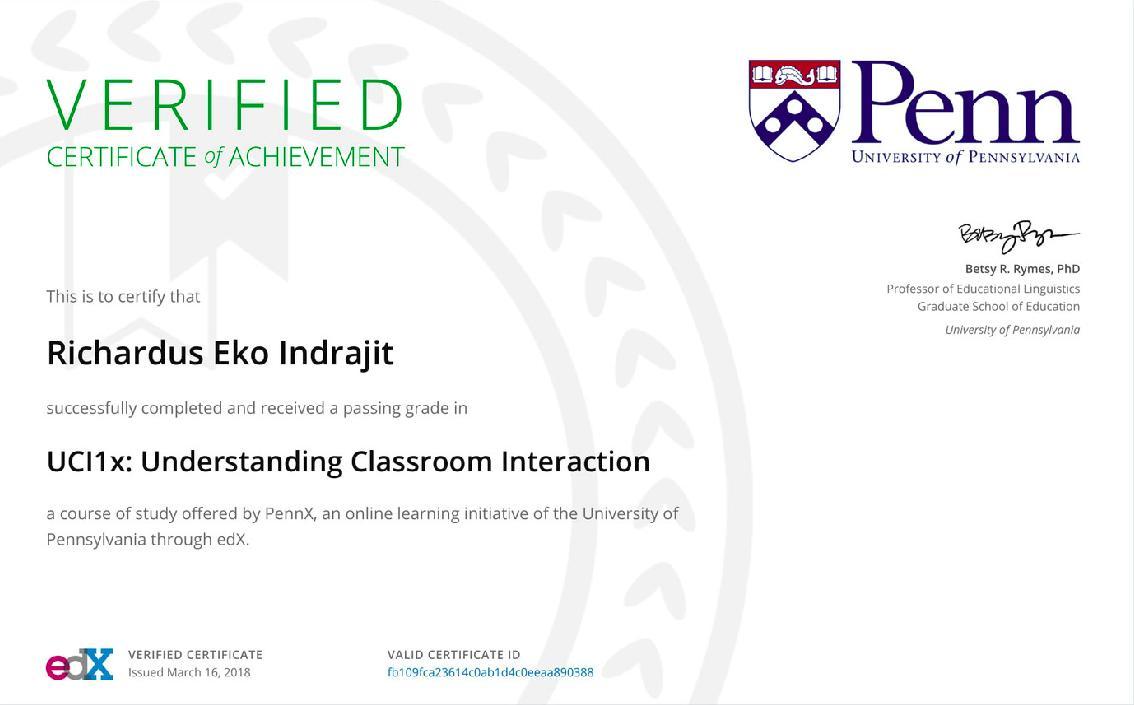 VERIFIED
CERTIFICATE of ACHIEVEMENT
Penn
UNIVERSITY of PENNSYLVANIA
Betsy R. Rymes, PhD
Professor of Educational Linguistics
Graduate School of Education
University of Pennsylvania
This is to certify that
Richardus Eko Indrajit
successfully completed and received a passing grade in
UCI1x: Understanding Classroom Interaction
a course of study offered by PennX, an online learning initiative of the University of
Pennsylvania through edX.
edX
VERIFIED CERTIFICATE
Issued March 16, 2018
VALID CERTIFICATE ID
fb109fca23614c0ab1d4c0eeaa890388